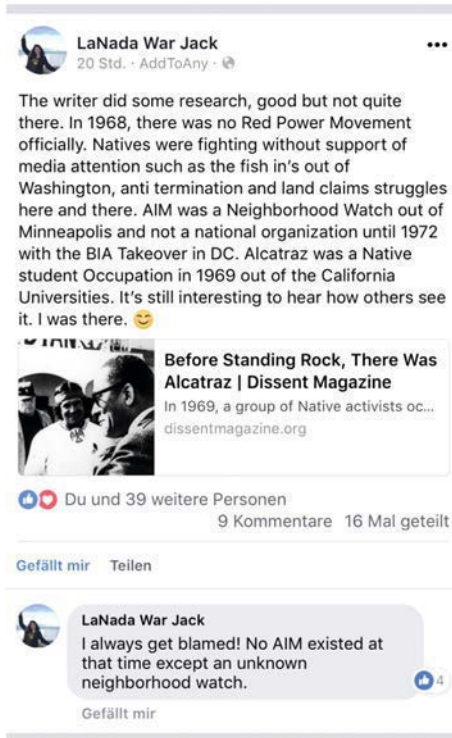 LaNada War Jack
20 Std. · AddToAny ·
The writer did some research, good but not quite
there. In 1968, there was no Red Power Movement
officially. Natives were fighting without support of
media attention such as the fish in's out of
Washington, anti termination and land claims struggles
here and there. AIM was a Neighborhood Watch out of
Minneapolis and not a national organization until 1972
with the BIA Takeover in DC. Alcatraz was a Native
student Occupation in 1969 out of the California
Universities. It's still interesting to hear how others see
it. I was there. 😊
Before Standing Rock, There Was
Alcatraz | Dissent Magazine
In 1969, a group of Native activists oc...
dissentmagazine.org
Du und 39 weitere Personen
9 Kommentare 16 Mal geteilt
Gefällt mir Teilen
LaNada War Jack
I always get blamed! No AIM existed at
that time except an unknown
neighborhood watch.
4
Gefällt mir